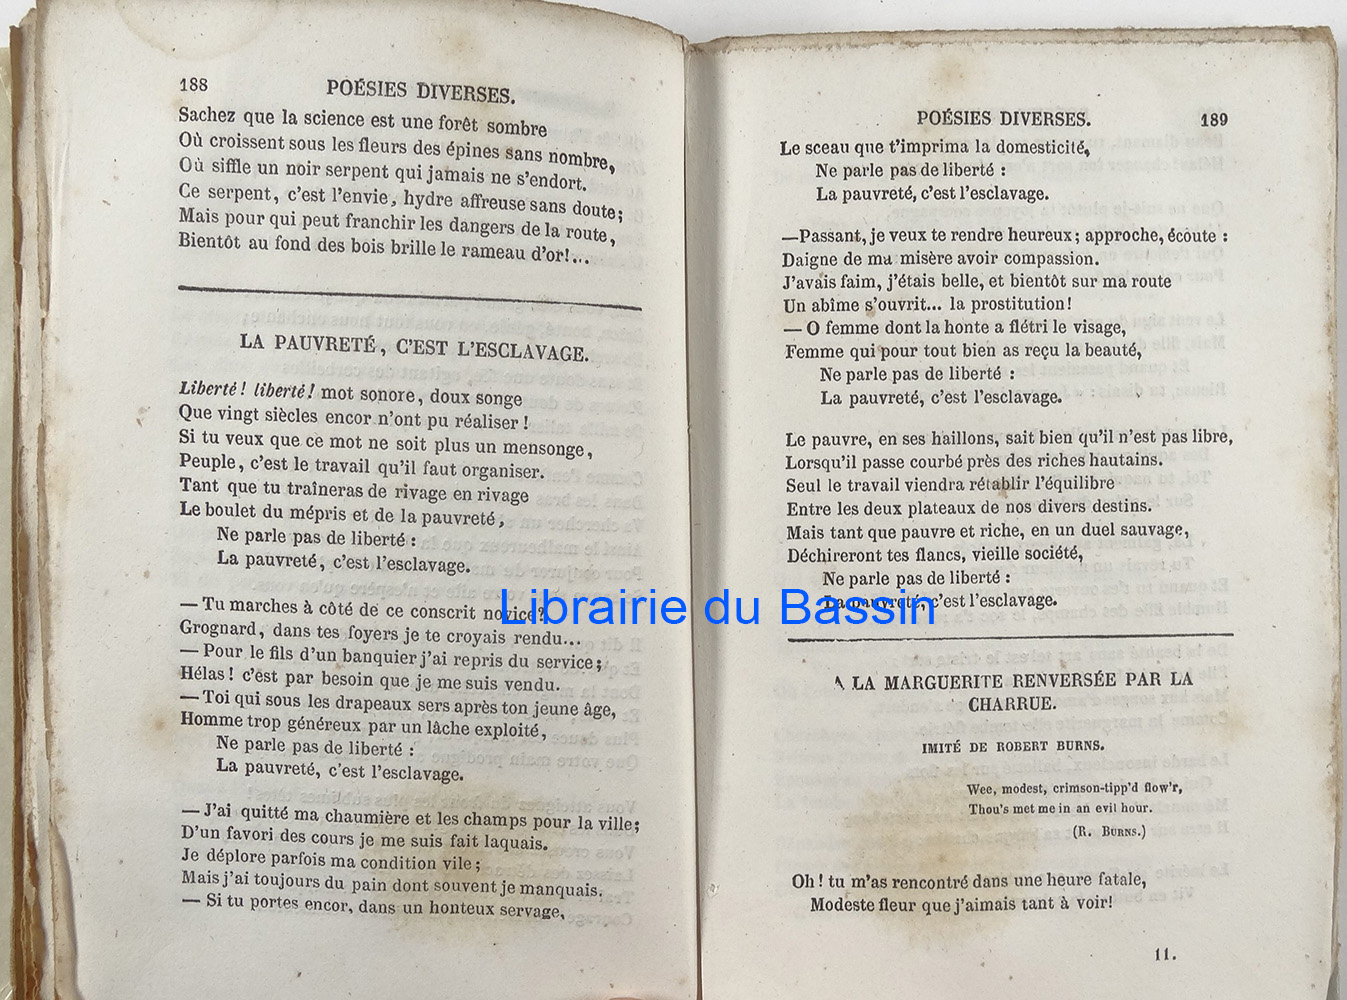 188
POÉSIES DIVERSES.
Sachez que la science est une forêt sombre
Où croissent sous les fleurs des épines sans nombre,
Où siffle un noir serpent qui jamais ne s'endort.
Ce serpent, c'est l'envie, hydre affreuse sans doute;
Mais pour qui peut franchir les dangers de la route,
Bientôt au fond des bois brille le rameau d'or!...
LA PAUVRETÉ, C'EST L'ESCLAVAGE.
Liberté! liberté! mot sonore, doux songe
Que vingt siècles encor n'ont pu réaliser!
Si tu veux que ce mot ne soit plus un mensonge,
Peuple, c'est le travail qu'il faut organiser.
Tant que tu traîneras de rivage en rivage
Le boulet du mépris et de la pauvreté,
Ne parle pas de liberté:
La pauvreté, c'est l'esclavage.
— Tu marches à côté de ce conscrit novice?
Grognard, dans tes foyers je te croyais rendu...
— Pour le fils d'un banquier j'ai repris du service;
Hélas! c'est par besoin que je me suis vendu.
— Toi qui sous les drapeaux sers après ton jeune âge,
Homme trop généreux par un lâche exploité,
Ne parle pas de liberté:
La pauvreté, c'est l'esclavage.
— J'ai quitté ma chaumière et les champs pour la ville;
D'un favori des cours je me suis fait laquais.
Je déplore parfois ma condition vile;
Mais j'ai toujours du pain dont souvent je manquais.
— Si tu portes encor, dans un honteux servage,
POÉSIES DIVERSES.
189
Le sceau que t'imprima la domesticité,
Ne parle pas de liberté:
La pauvreté, c'est l'esclavage.
—Passant, je veux te rendre heureux; approche, écoute:
Daigne de ma misère avoir compassion.
J'avais faim, j'étais belle, et bientôt sur ma route
Un abîme s'ouvrit... la prostitution!
— O femme dont la honte a flétri le visage,
Femme qui pour tout bien as reçu la beauté,
Ne parle pas de liberté:
La pauvreté, c'est l'esclavage.
Le pauvre, en ses haillons, sait bien qu'il n'est pas libre,
Lorsqu'il passe courbé près des riches hautains.
Seul le travail viendra rétablir l'équilibre
Entre les deux plateaux de nos divers destins.
Mais tant que pauvre et riche, en un duel sauvage,
Déchireront tes flancs, vieille société,
Ne parle pas de liberté:
La pauvreté, c'est l'esclavage.
Librairie du Bassin
A LA MARGUERITE RENVERSÉE PAR LA
CHARRUE.
IMITÉ DE ROBERT BURNS.
Wee, modest, crimson-tipp'd flow'r,
Thou's met me in an evil hour.
(R. BURNS.)
Oh! tu m'as rencontré dans une heure fatale,
Modeste fleur que j'aimais tant à voir!
11.